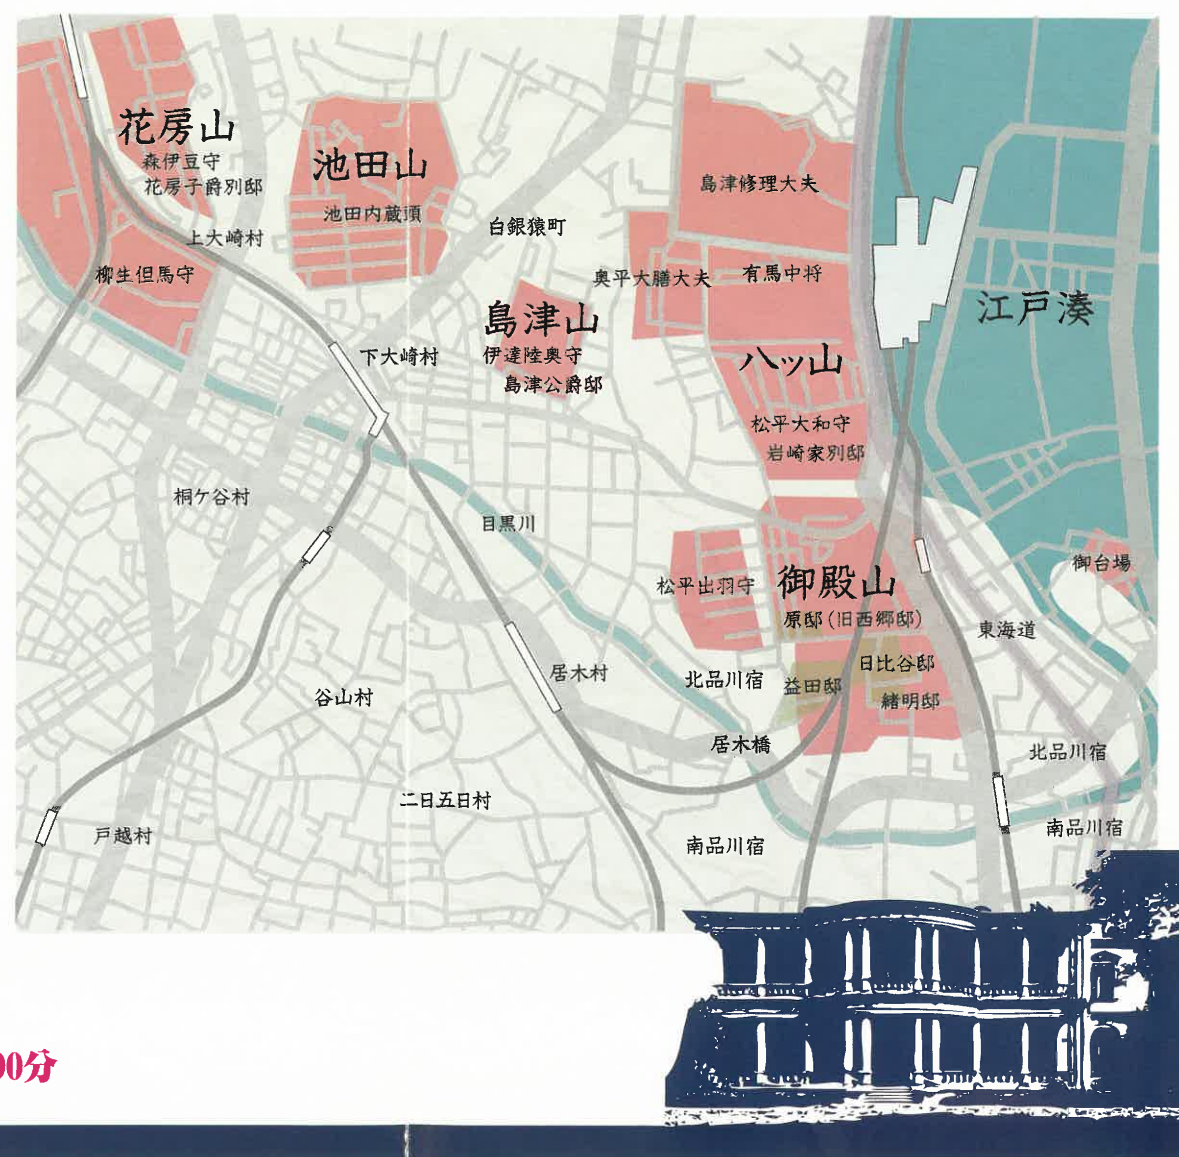 花房山
森伊豆守
花房子爵別邸
池田山
池田内蔵頭
島津修理大夫
上大崎村
白銀猿町
柳生但馬守
奥平大膳大夫
有馬中将
江戸湊
島津山
伊達陸奥守
島津公爵邸
下大崎村
八ッ山
松平大和守
岩崎家別邸
桐ケ谷村
目黒川
御台場
松平出羽守
御殿山
原邸(旧西郷邸)
東海道
日比谷邸
居木村
北品川宿
益田邸
谷山村
緒明邸
居木橋
北品川宿
二日五日村
戸越村
南品川宿
南品川宿
00分